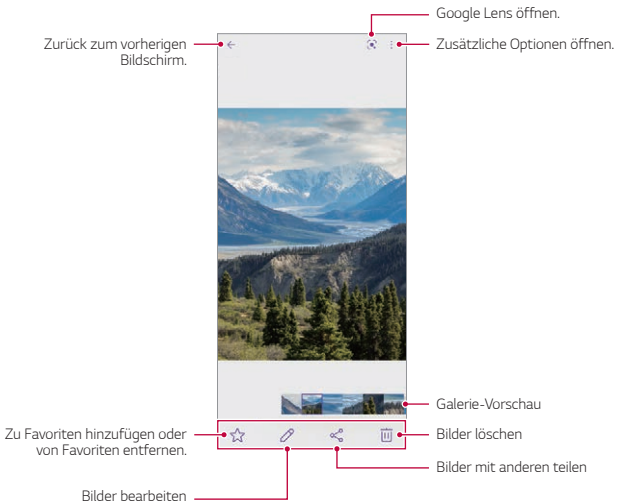 Google Lens öffnen.
Zurück zum vorherigen
Bildschirm.
Zusätzliche Optionen öffnen.
Galerie-Vorschau
Zu Favoriten hinzufügen oder
von Favoriten entfernen.
Bilder löschen
Bilder mit anderen teilen
Bilder bearbeiten